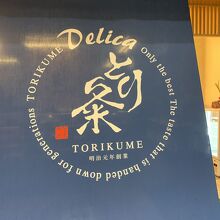 Delica
TORIKUME Only the best The taste that is handed down for generations
とり粂
TORIKUME
明治元年創業